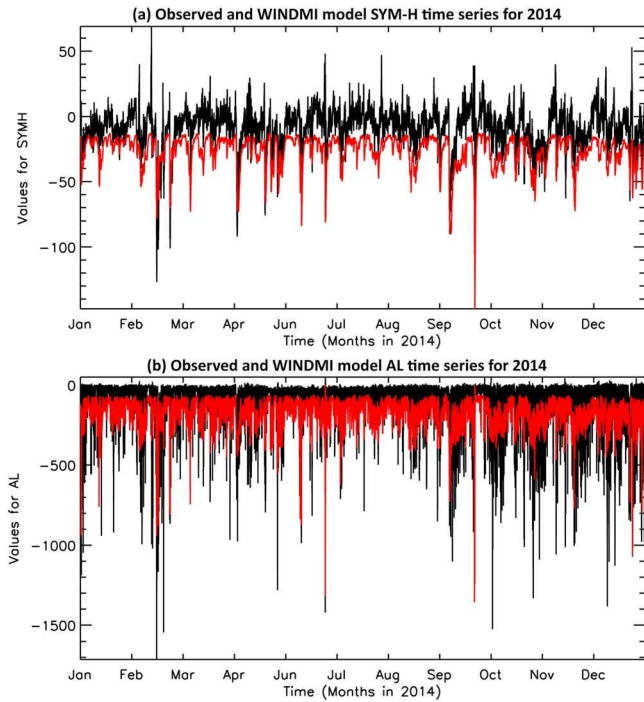 (a) Observed and WINDMI model SYM-H time series for 2014
50
0
-50
-100
Values for SYMH
Jan Feb Mar Apr Jun Jul Aug Sep Oct Nov Dec
Time (Months in 2014)
(b) Observed and WINDMI model AL time series for 2014
0
-500
-1000
-1500
Values for AL
Jan Feb Mar Apr Jun Jul Aug Sep Oct Nov Dec
Time (Months in 2014)